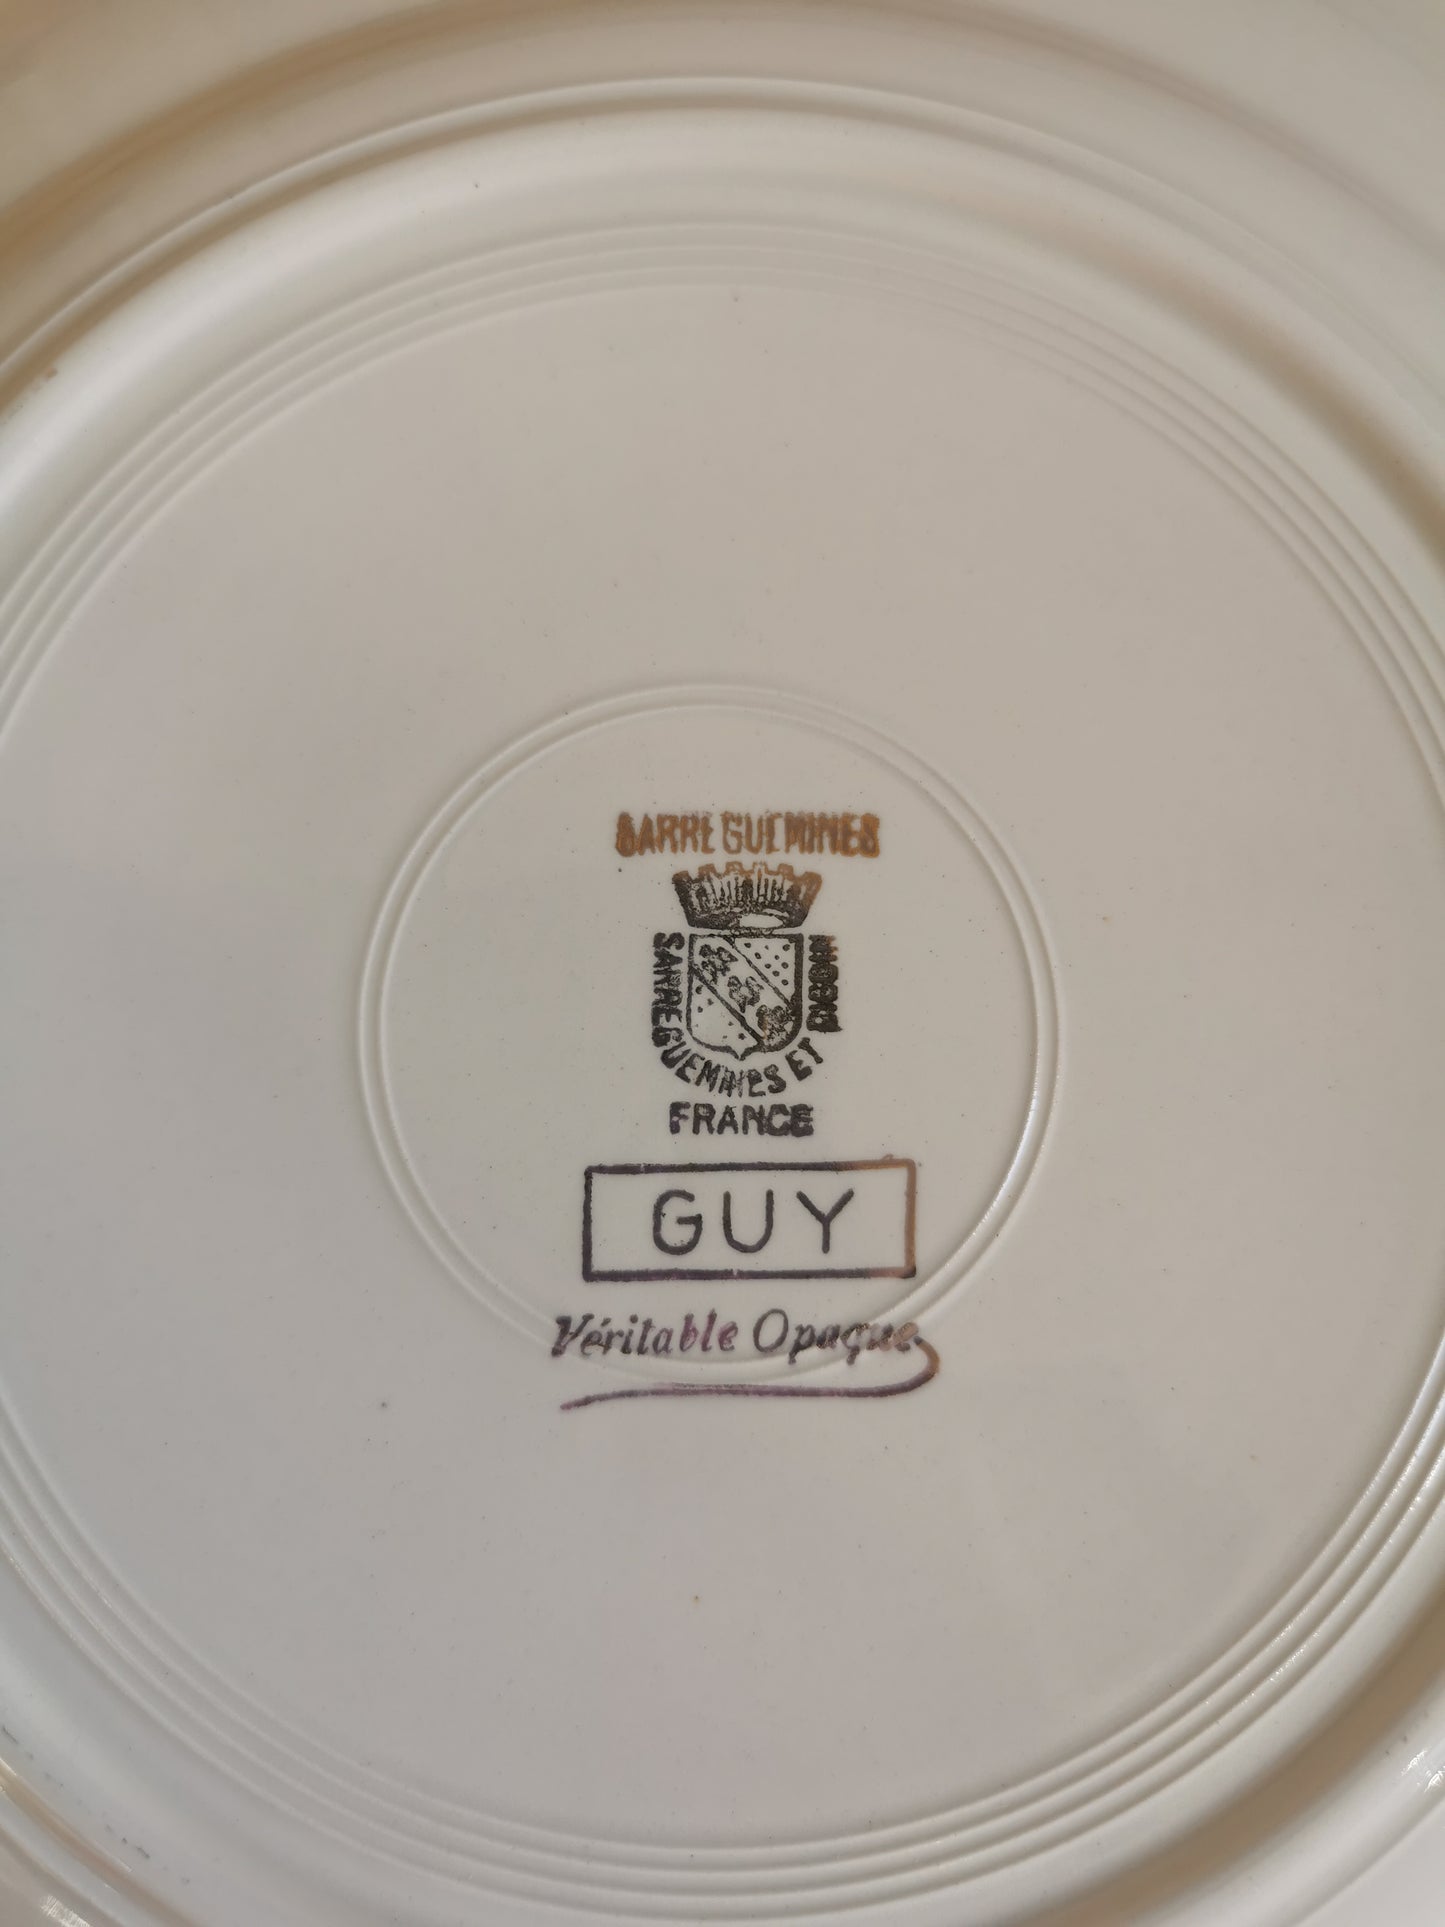 SARREGUEMINES
SARREGUEMINES ET DIGOIN
FRANCE
GUY
Véritable Opaque